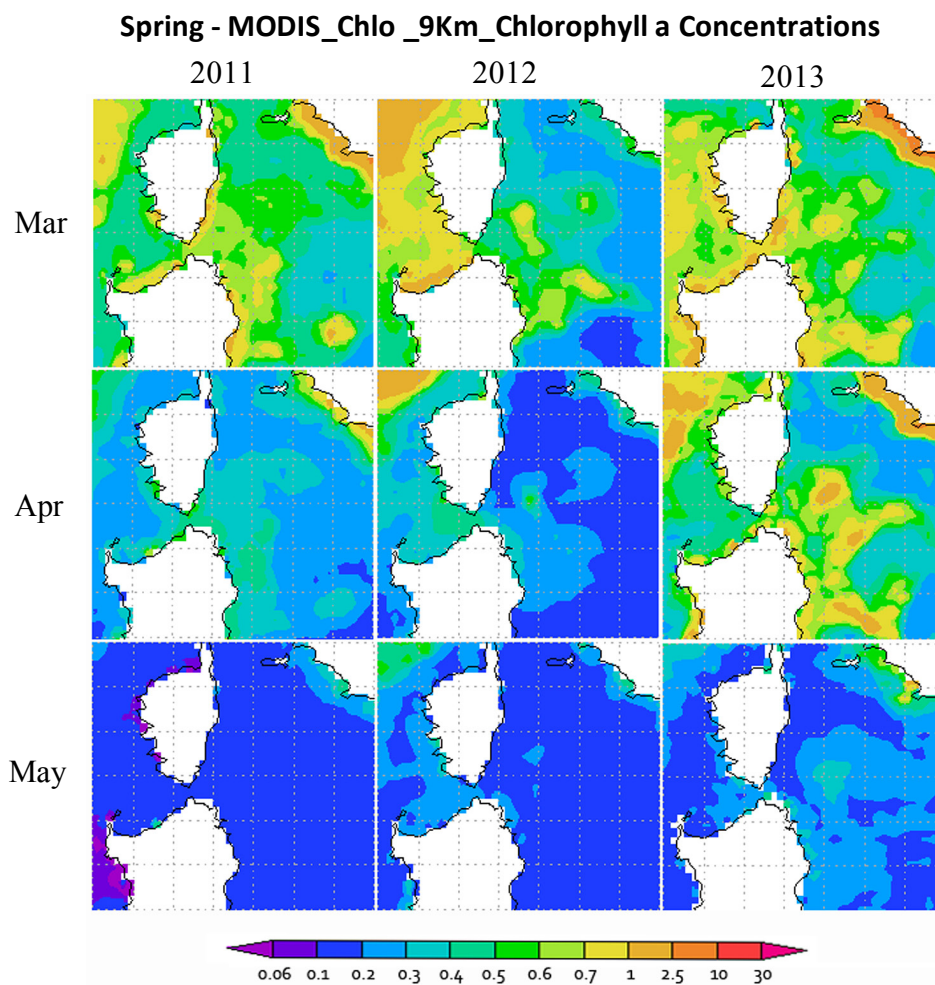 Spring - MODIS_Chlo _9Km_Chlorophyll a Concentrations
2011 2012 2013
Mar
Apr
May
0.06 0.1 0.2 0.3 0.4 0.5 0.6 0.7 1 2.5 10 30